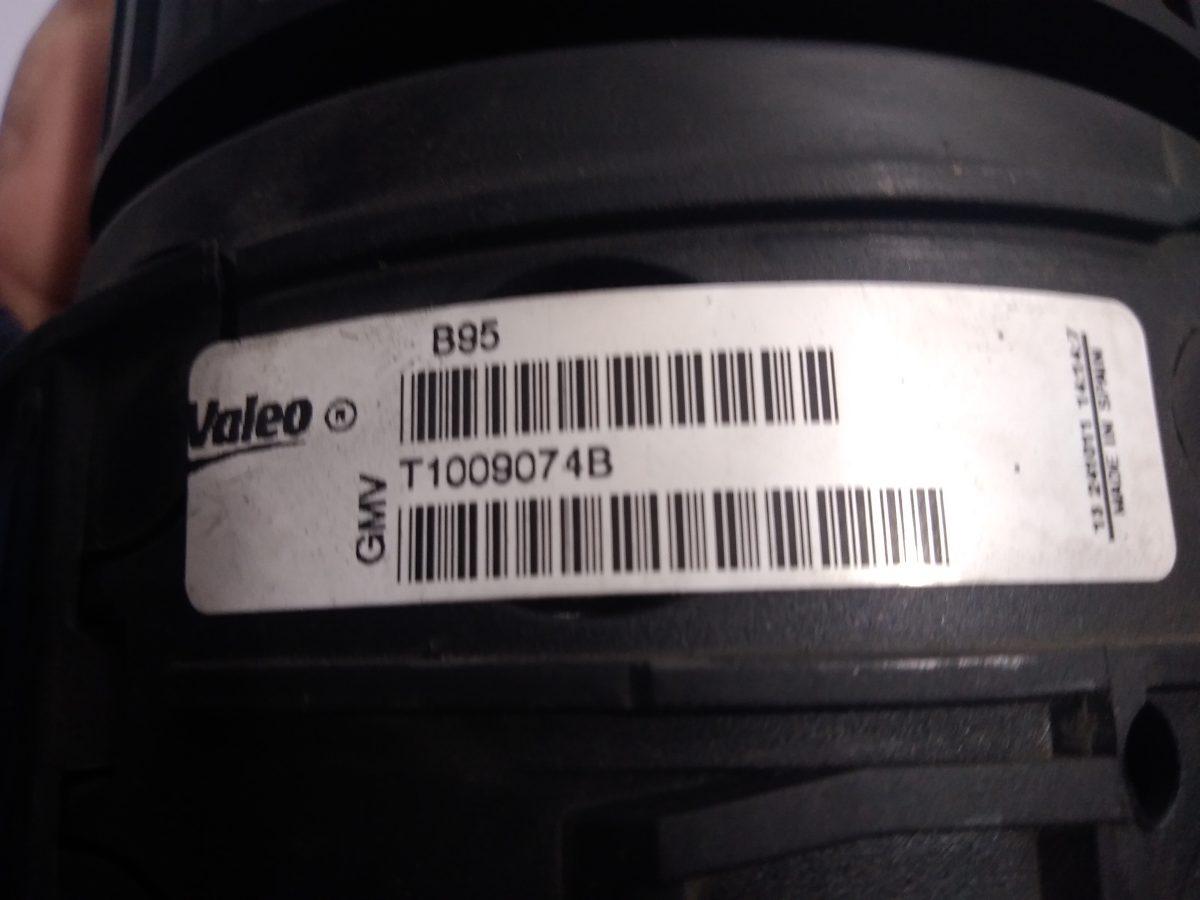 B95
Valeo ®
T1009074B
GMV
MADE IN SPAIN